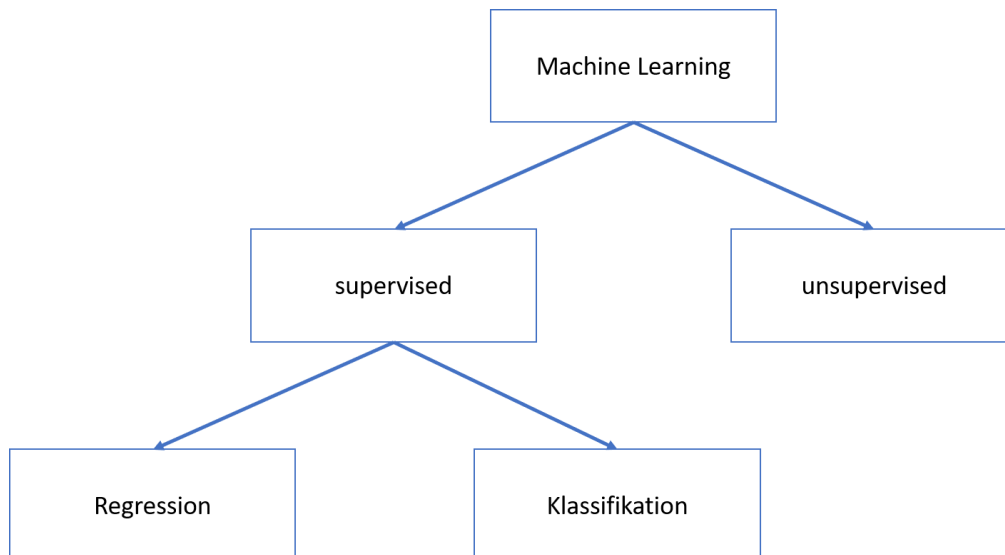 Machine Learning
supervised
unsupervised
Regression
Klassifikation